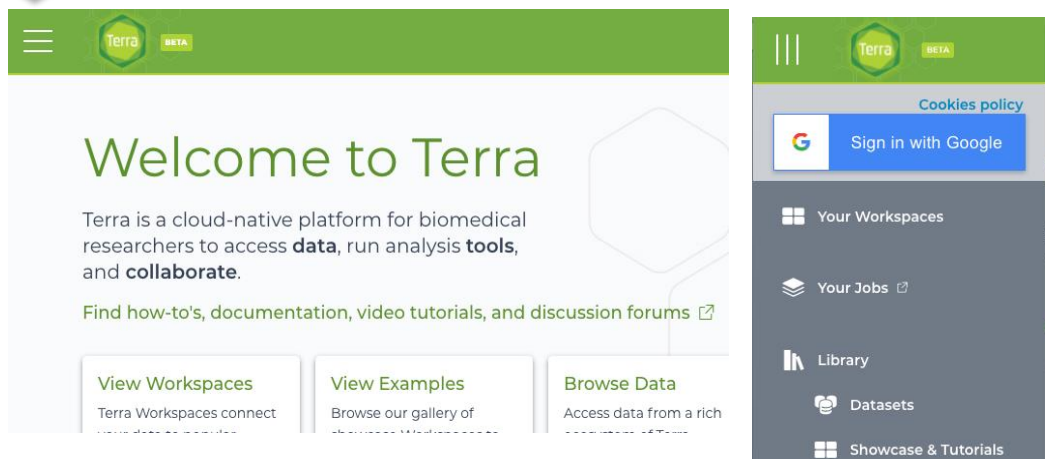 Terra BETA
Welcome to Terra
Terra is a cloud-native platform for biomedical
researchers to access data, run analysis tools,
and collaborate.
Find how-to's, documentation, video tutorials, and discussion forums
View Workspaces
Terra Workspaces connect
View Examples
Browse our gallery of
Browse Data
Access data from a rich
Terra BETA
Cookies policy
G Sign in with Google
Your Workspaces
Your Jobs
Library
Datasets
Showcase & Tutorials